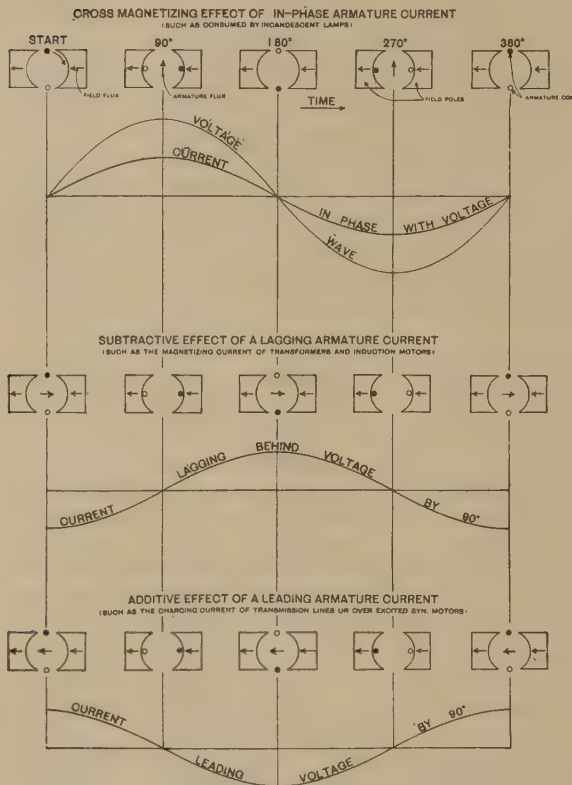 CROSS MAGNETIZING EFFECT OF IN-PHASE ARMATURE CURRENT
(SUCH AS CONSUMED BY INCANDESCENT LAMPS)
START 90° 180° 270° 360°
FIELD FLUX ARMATURE FLUX TIME FIELD POLES ARMATURE
VOLTAGE
CURRENT
IN PHASE WITH VOLTAGE
WAVE
SUBTRACTIVE EFFECT OF A LAGGING ARMATURE CURRENT
(SUCH AS THE MAGNETIZING CURRENT OF TRANSFORMERS AND INDUCTION MOTORS)
CURRENT LAGGING BEHIND VOLTAGE BY 90°
ADDITIVE EFFECT OF A LEADING ARMATURE CURRENT
(SUCH AS THE CHARGING CURRENT OF TRANSMISSION LINES OR OVER EXCITED SYN. MOTORS)
CURRENT LEADING VOLTAGE BY 90°